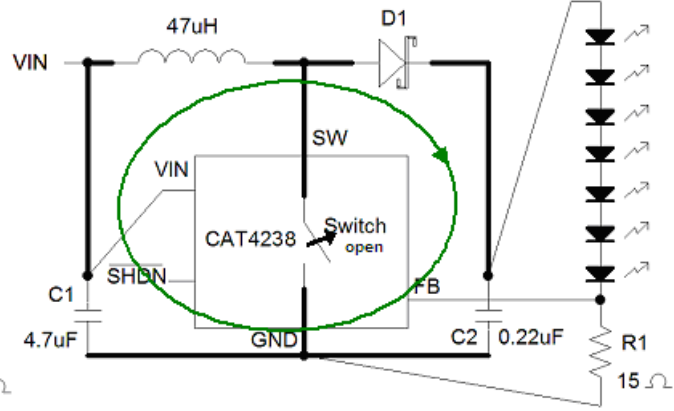 D1
47uH
VIN
SW
VIN
Switch
CAT4238
open
SHDN
FB
C1
4.7uF
GND
C2
0.22uF
R1
15 Ω
Ω